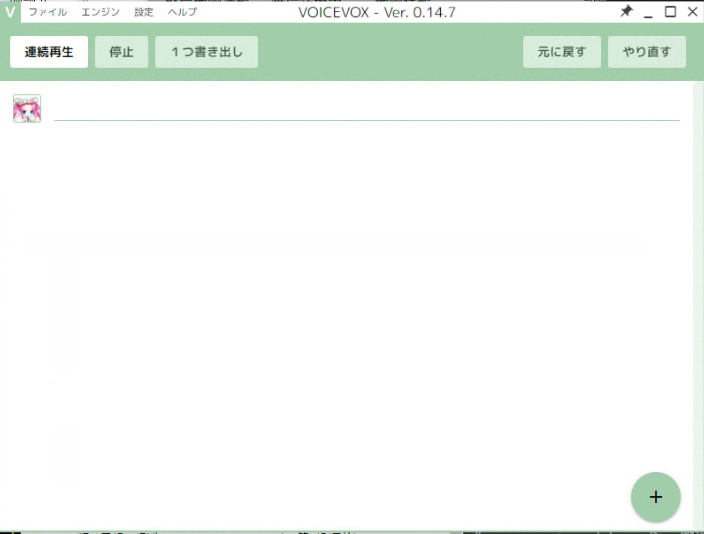 V ファイル エンジン 設定 ヘルプ VOICEVOX - Ver. 0.14.7
連続再生 停止 1つ書き出し 元に戻す やり直す
+